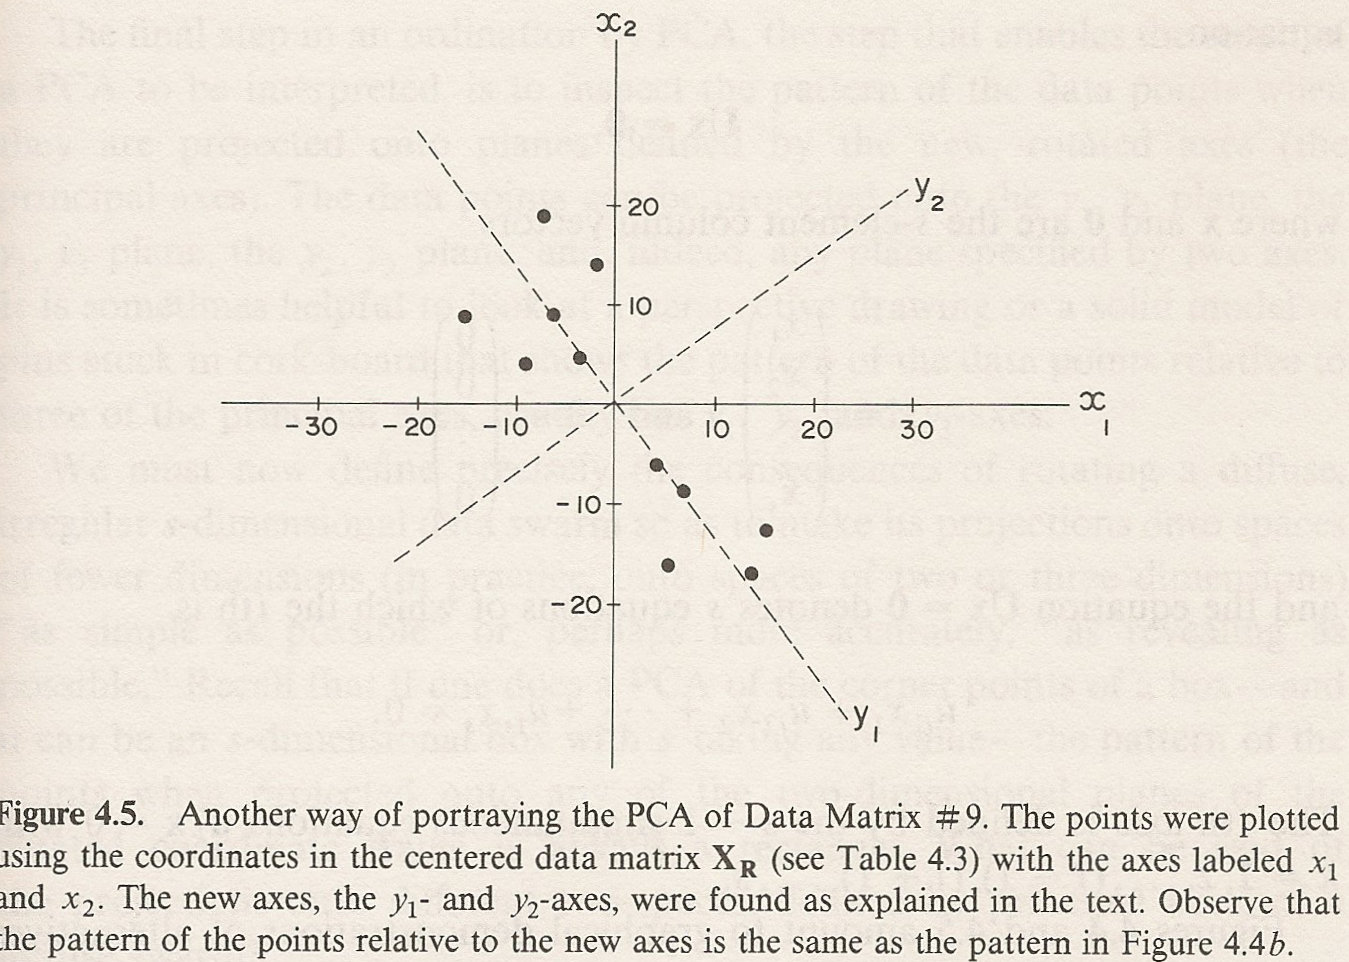 x2
20
y2
10
-30 -20 -10 10 20 30 x1
-10
-20
y1
Figure 4.5. Another way of portraying the PCA of Data Matrix #9. The points were plotted
using the coordinates in the centered data matrix XR (see Table 4.3) with the axes labeled x1
and x2. The new axes, the y1- and y2-axes, were found as explained in the text. Observe that
the pattern of the points relative to the new axes is the same as the pattern in Figure 4.4b.